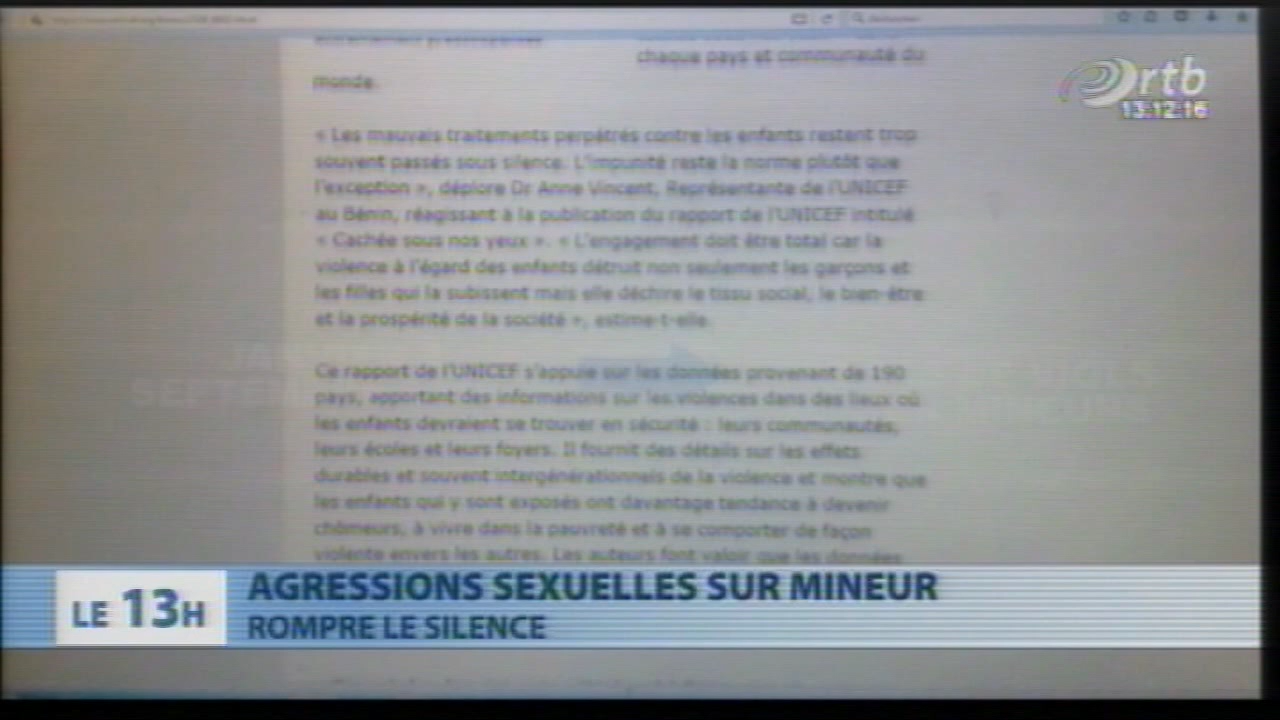 chaque pays et communauté du
monde.
« Les mauvais traitements perpétrés contre les enfants restent trop
souvent passés sous silence. L'impunité reste la norme plutôt que
l'exception », déplore Dr Anne Vincent, Représentante de l'UNICEF
au Bénin, réagissant à la publication du rapport de l'UNICEF intitulé
« Cachée sous nos yeux ». « L'engagement doit être total car la
violence à l'égard des enfants détruit non seulement les garçons et
les filles qui la subissent mais elle déchire le tissu social, le bien-être
et la prospérité de la société », estime-t-elle.
Ce rapport de l'UNICEF s'appuie sur les données provenant de 190
pays, apportant des informations sur les violences dans des lieux où
les enfants devraient se trouver en sécurité : leurs communautés,
leurs écoles et leurs foyers. Il fournit des détails sur les effets
durables et souvent intergénérationnels de la violence et montre que
les enfants qui y sont exposés ont davantage tendance à devenir
chômeurs, à vivre dans la pauvreté et à se comporter de façon
violente envers les autres. Les auteurs font valoir que les données
ortb
13:12:16
LE 13H
AGRESSIONS SEXUELLES SUR MINEUR
ROMPRE LE SILENCE